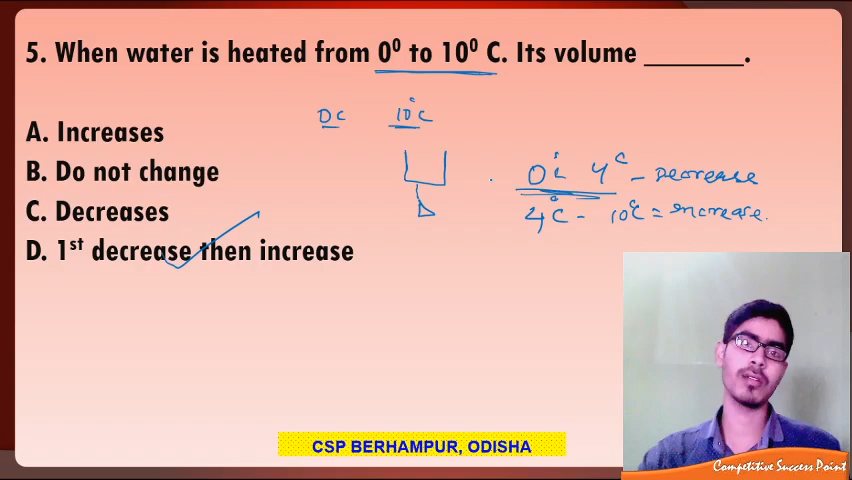 5. When water is heated from 0⁰ to 10⁰ C. Its volume ________.
0 C 10°C
A. Increases
B. Do not change
C. Decreases
D. 1st decrease then increase
0°C 4°C - Decrease
4°C - 10°C = increase.
CSP BERHAMPUR, ODISHA
Competitive Success Point